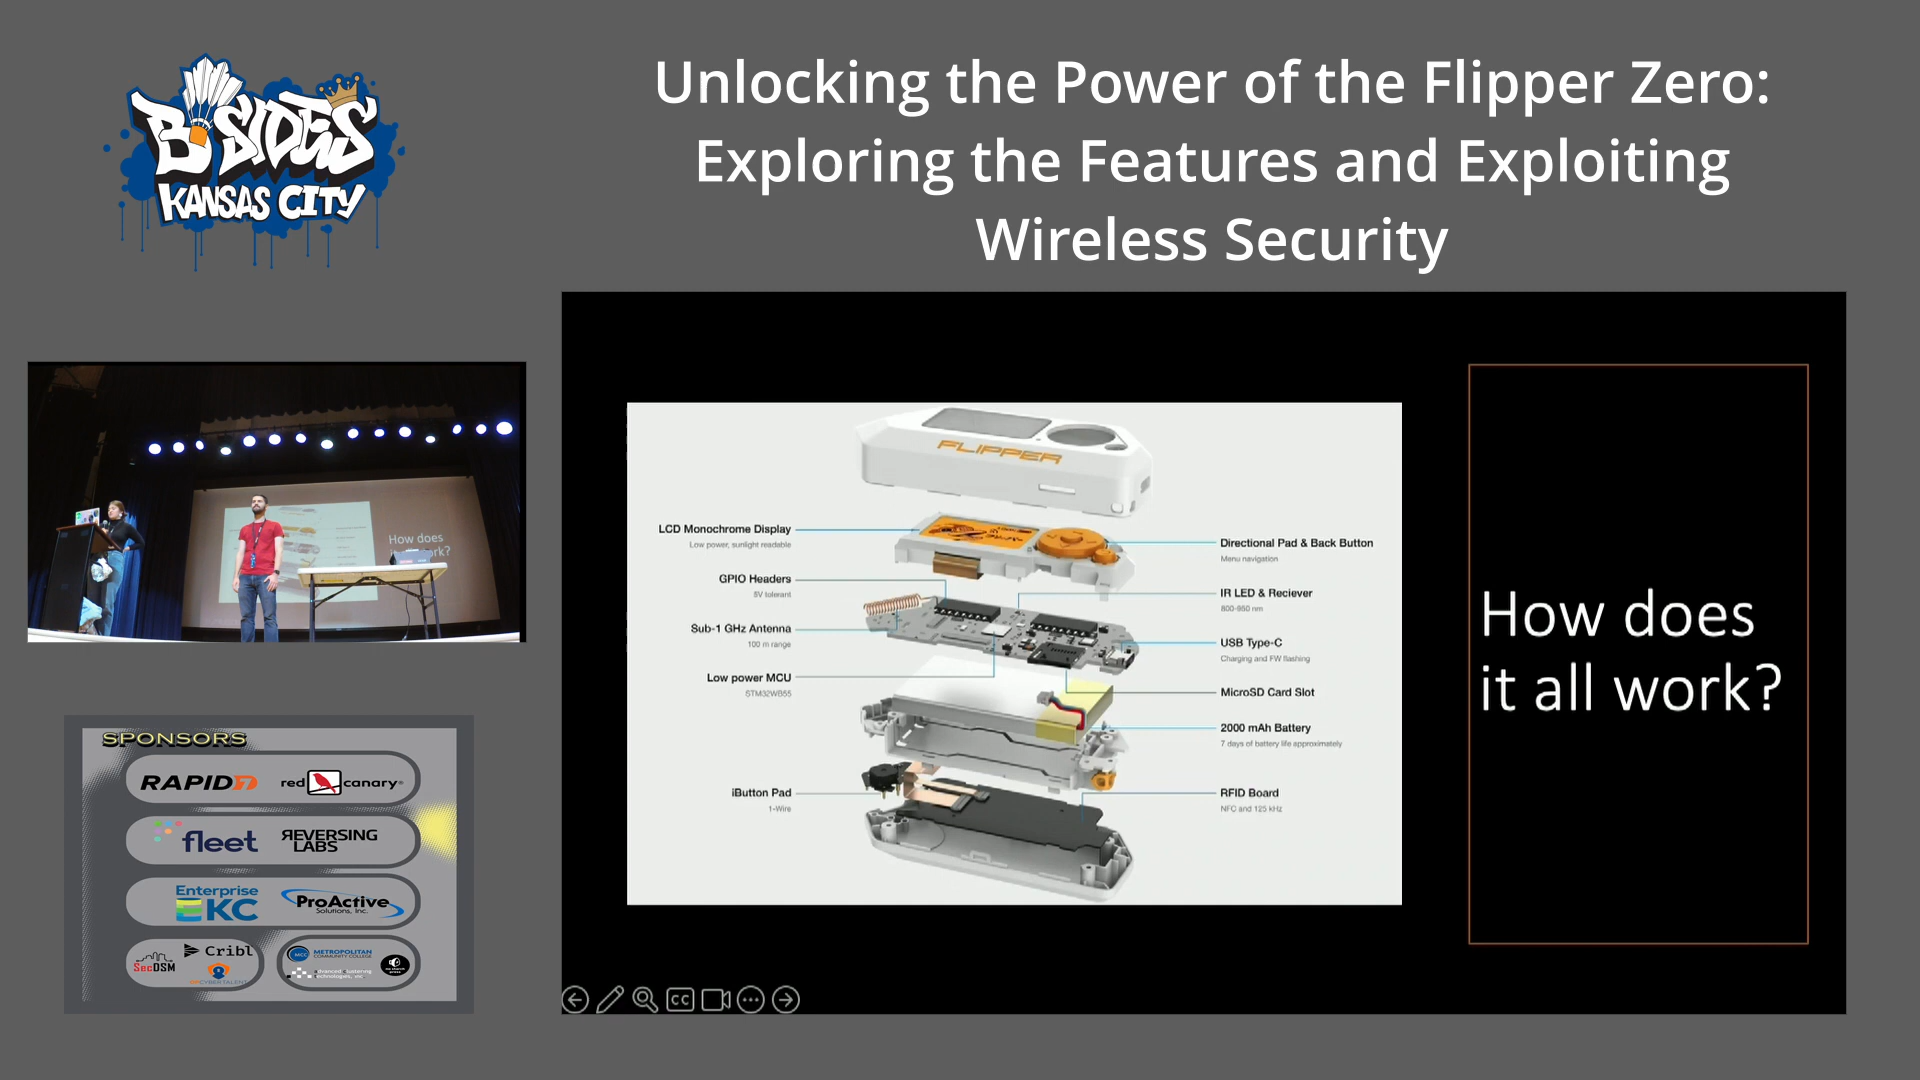 B SIDES
KANSAS CITY
Unlocking the Power of the Flipper Zero:
Exploring the Features and Exploiting
Wireless Security
How does
FLIPPER
LCD Monochrome Display
Low power, sunlight readable
GPIO Headers
5V tolerant
Sub-1 GHz Antenna
100 m range
Low power MCU
STM32WB55
iButton Pad
1-Wire
Directional Pad & Back Button
Menu navigation
IR LED & Reciever
800-950 nm
USB Type-C
Charging and FW flashing
MicroSD Card Slot
2000 mAh Battery
7 days of battery life approximately
RFID Board
NFC and 125 kHz
How does
it all work?
CC
SPONSORS
RAPID7
red canary
fleet
REVERSING
LABS
Enterprise
KC
ProActive
Solutions, Inc.
SecDSM
Cribl
MCC
METROPOLITAN
COMMUNITY COLLEGE